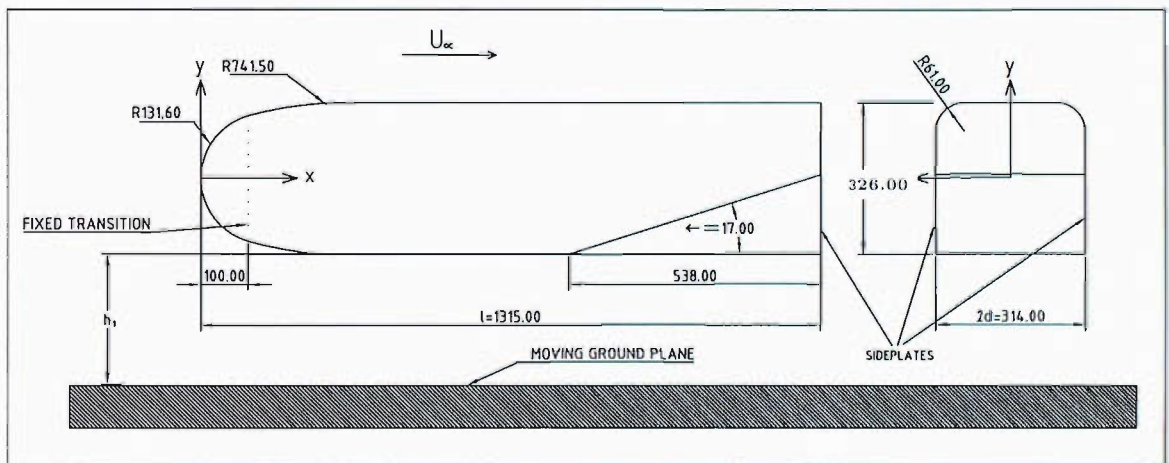 U∞
y
R741.50
R131,60
x
FIXED TRANSITION
100.00
h₁
l=1315.00
←=17.00
538.00
MOVING GROUND PLANE
R61.00
y
326.00
2d=314.00
SIDEPLATES